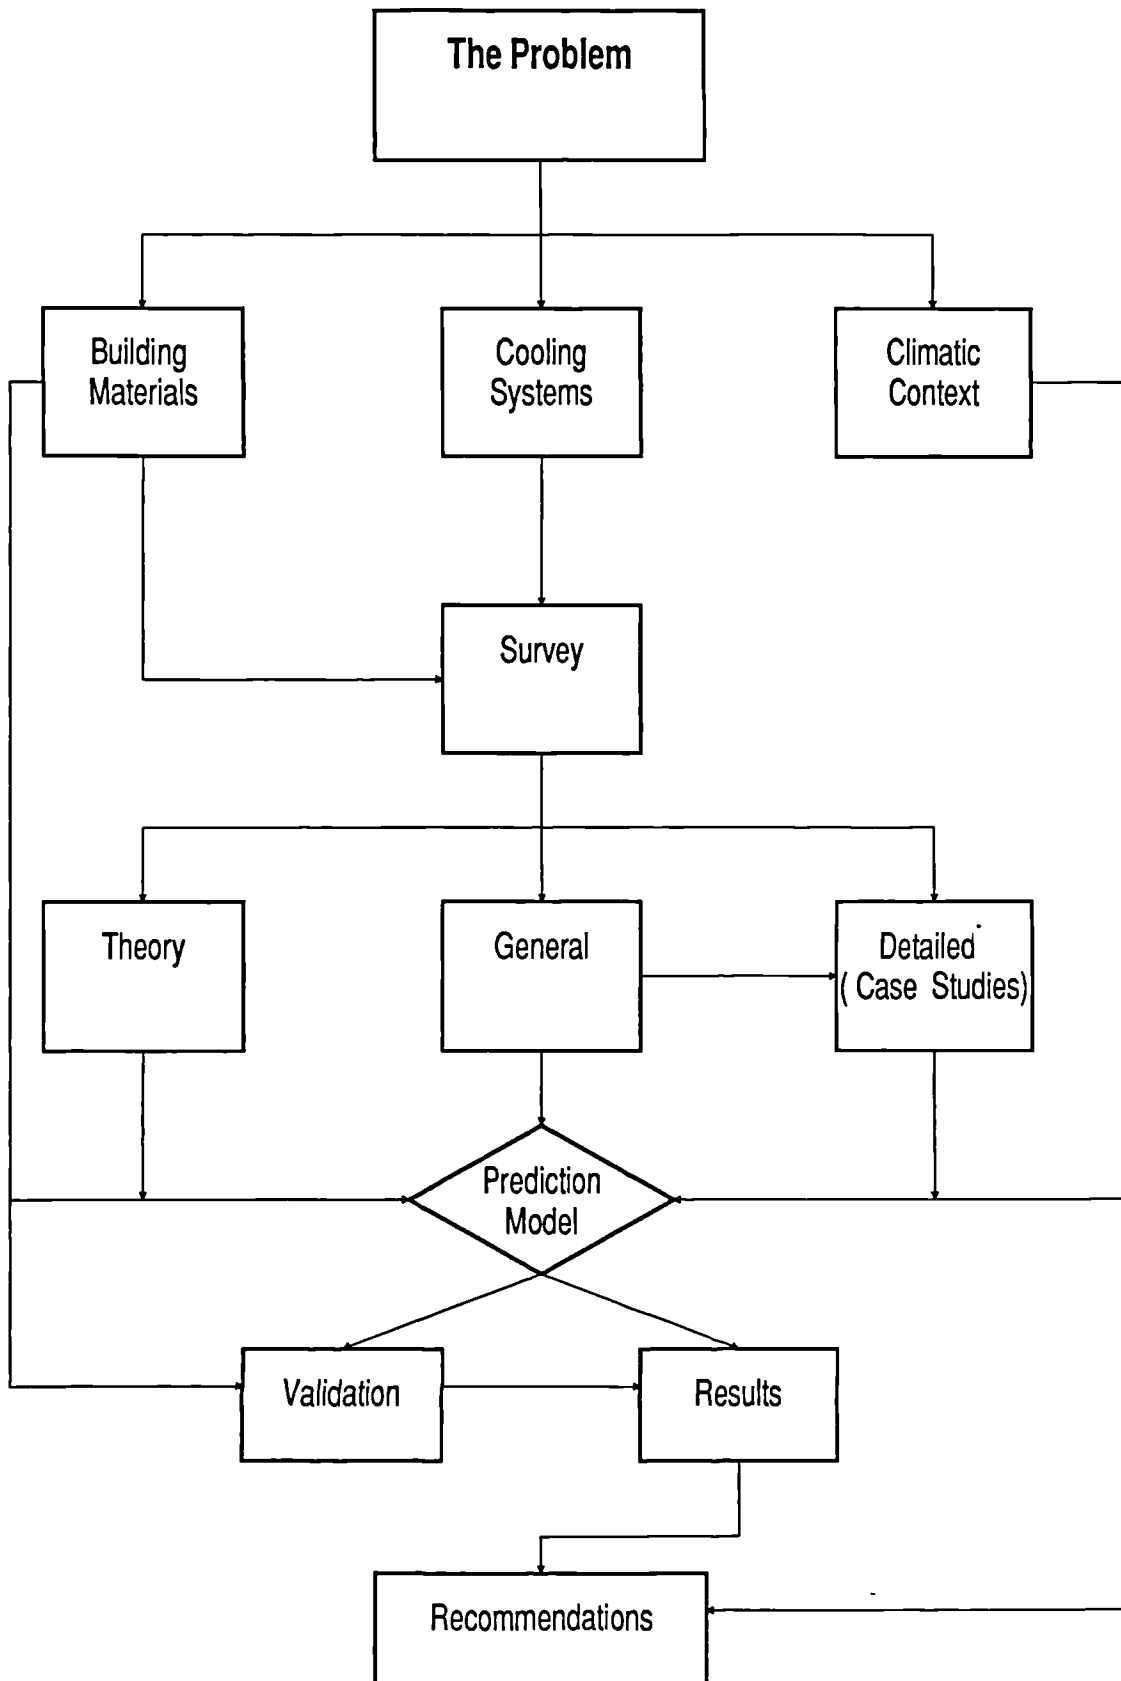 The Problem
Building
Materials
Cooling
Systems
Climatic
Context
Survey
Theory
General
Detailed
( Case Studies)
Prediction
Model
Validation
Results
Recommendations